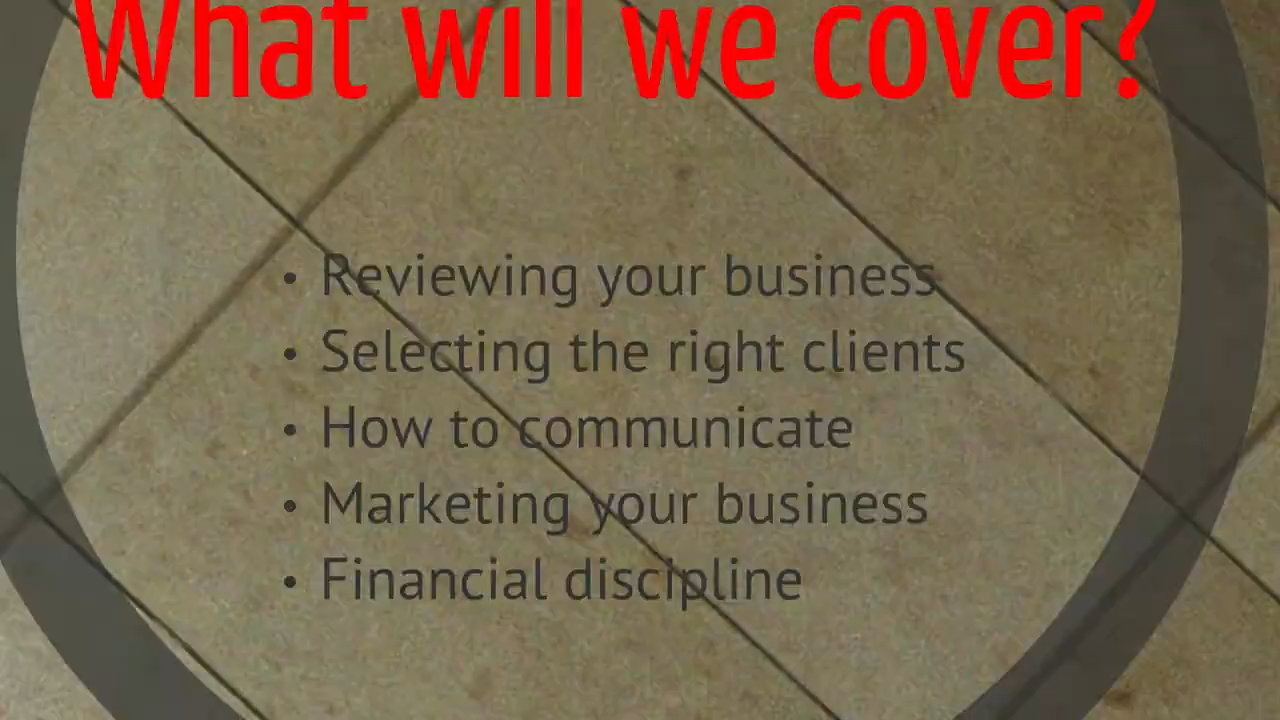 What will we cover?
• Reviewing your business
• Selecting the right clients
• How to communicate
• Marketing your business
• Financial discipline